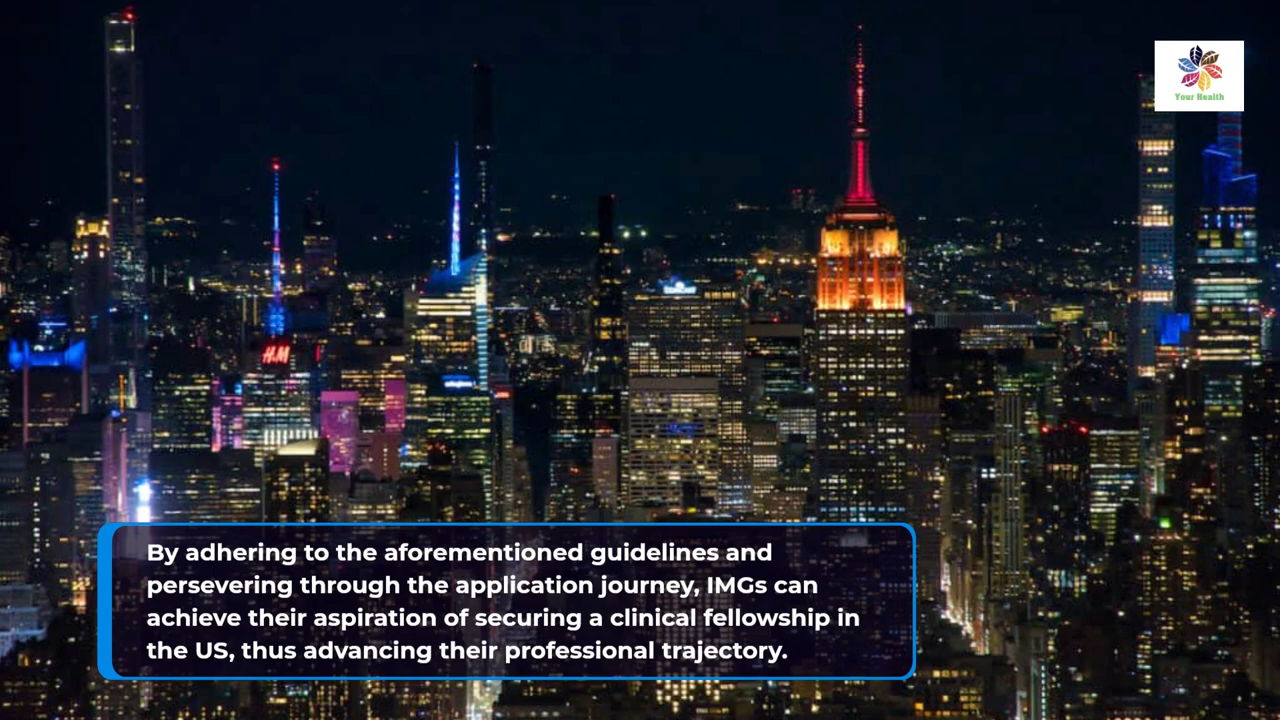 Your Health
H&M
By adhering to the aforementioned guidelines and
persevering through the application journey, IMGs can
achieve their aspiration of securing a clinical fellowship in
the US, thus advancing their professional trajectory.